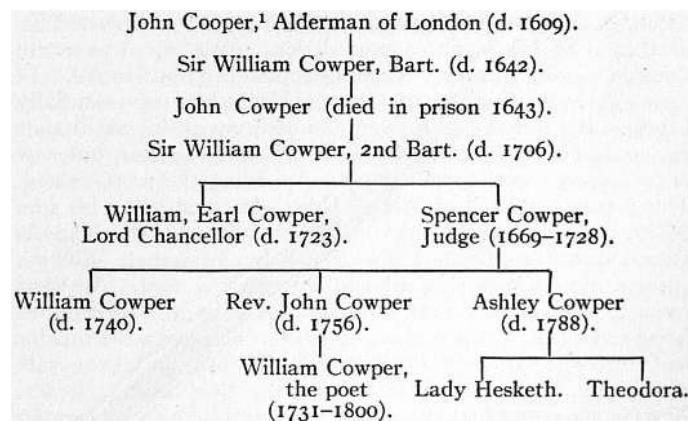 John Cooper,¹ Alderman of London (d. 1609).
Sir William Cowper, Bart. (d. 1642).
John Cowper (died in prison 1643).
Sir William Cowper, 2nd Bart. (d. 1706).
William, Earl Cowper,
Lord Chancellor (d. 1723).
Spencer Cowper,
Judge (1669–1728).
William Cowper
(d. 1740).
Rev. John Cowper
(d. 1756).
Ashley Cowper
(d. 1788).
William Cowper,
the poet
(1731–1800).
Lady Hesketh.
Theodora.